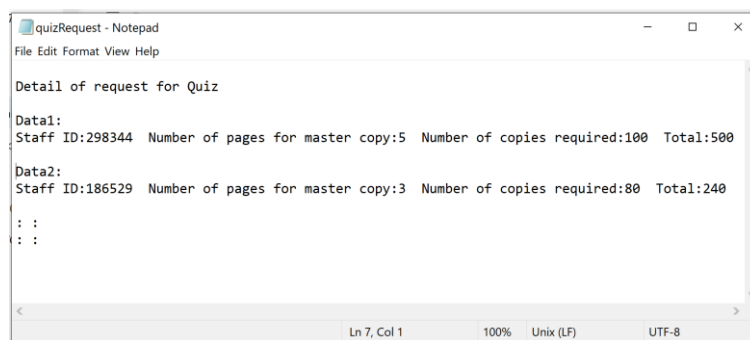 quizRequest - Notepad
File Edit Format View Help
Detail of request for Quiz
Data1:
Staff ID:298344  Number of pages for master copy:5  Number of copies required:100  Total:500
Data2:
Staff ID:186529  Number of pages for master copy:3  Number of copies required:80  Total:240
: :
: :
Ln 7, Col 1 100% Unix (LF) UTF-8